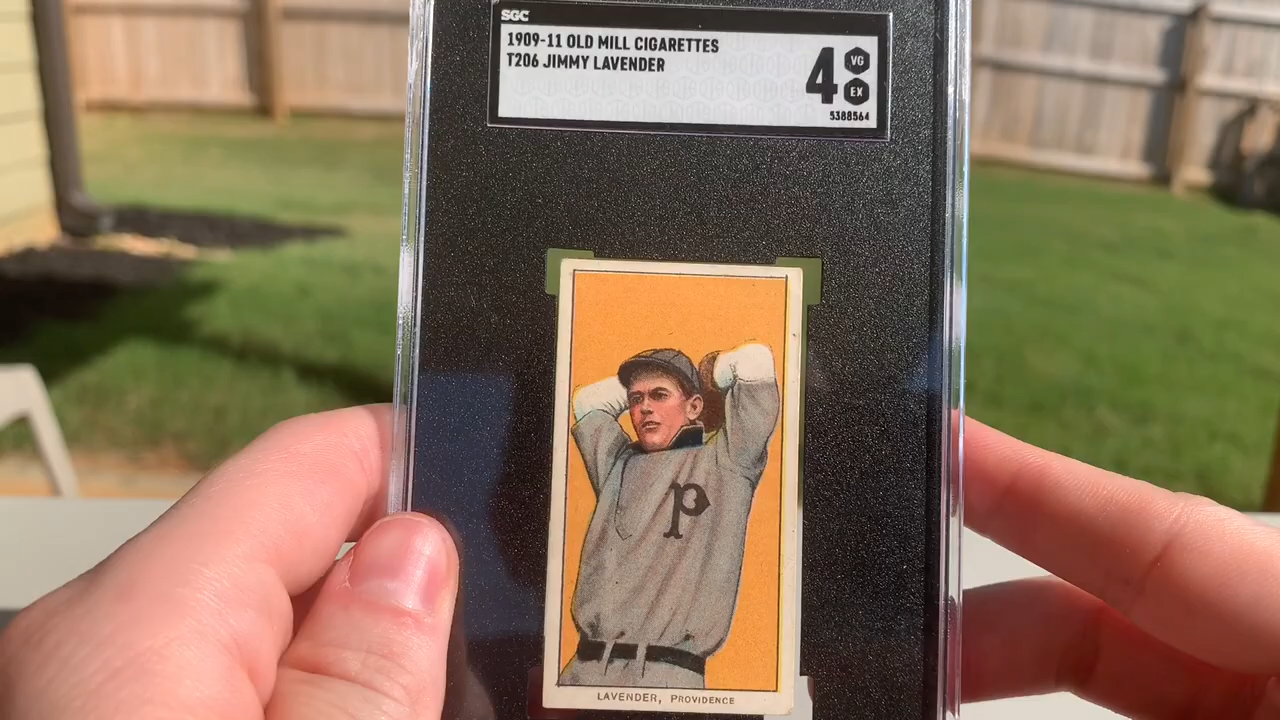 SGC
1909-11 OLD MILL CIGARETTES
T206 JIMMY LAVENDER
4
VG
EX
5388564
P
LAVENDER, PROVIDENCE